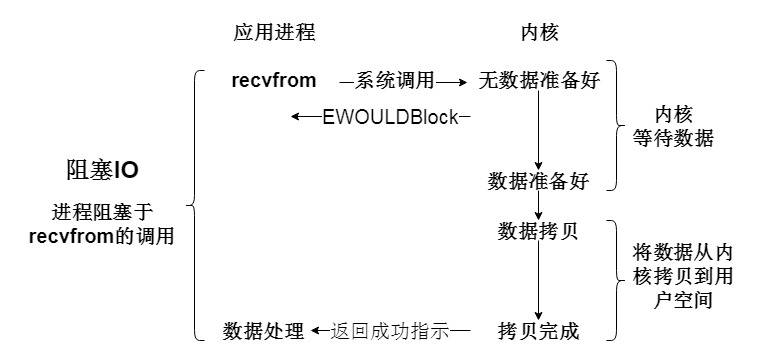 应用进程
内核
recvfrom
系统调用
无数据准备好
EWOULDBlock
内核
等待数据
阻塞IO
进程阻塞于
recvfrom的调用
数据准备好
数据拷贝
将数据从内
核拷贝到用
户空间
数据处理
返回成功指示
拷贝完成